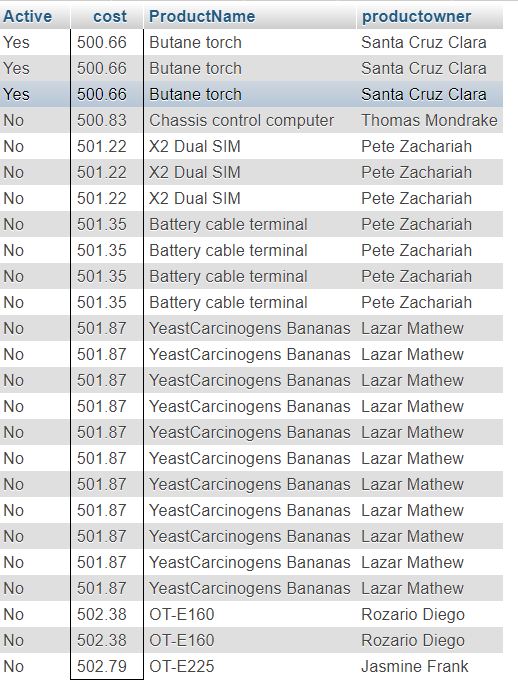 Active cost ProductName productowner
Yes 500.66 Butane torch Santa Cruz Clara
Yes 500.66 Butane torch Santa Cruz Clara
Yes 500.66 Butane torch Santa Cruz Clara
No 500.83 Chassis control computer Thomas Mondrake
No 501.22 X2 Dual SIM Pete Zachariah
No 501.22 X2 Dual SIM Pete Zachariah
No 501.22 X2 Dual SIM Pete Zachariah
No 501.35 Battery cable terminal Pete Zachariah
No 501.35 Battery cable terminal Pete Zachariah
No 501.35 Battery cable terminal Pete Zachariah
No 501.35 Battery cable terminal Pete Zachariah
No 501.87 YeastCarcinogens Bananas Lazar Mathew
No 501.87 YeastCarcinogens Bananas Lazar Mathew
No 501.87 YeastCarcinogens Bananas Lazar Mathew
No 501.87 YeastCarcinogens Bananas Lazar Mathew
No 501.87 YeastCarcinogens Bananas Lazar Mathew
No 501.87 YeastCarcinogens Bananas Lazar Mathew
No 501.87 YeastCarcinogens Bananas Lazar Mathew
No 501.87 YeastCarcinogens Bananas Lazar Mathew
No 501.87 YeastCarcinogens Bananas Lazar Mathew
No 501.87 YeastCarcinogens Bananas Lazar Mathew
No 501.87 YeastCarcinogens Bananas Lazar Mathew
No 502.38 OT-E160 Rozario Diego
No 502.38 OT-E160 Rozario Diego
No 502.79 OT-E225 Jasmine Frank